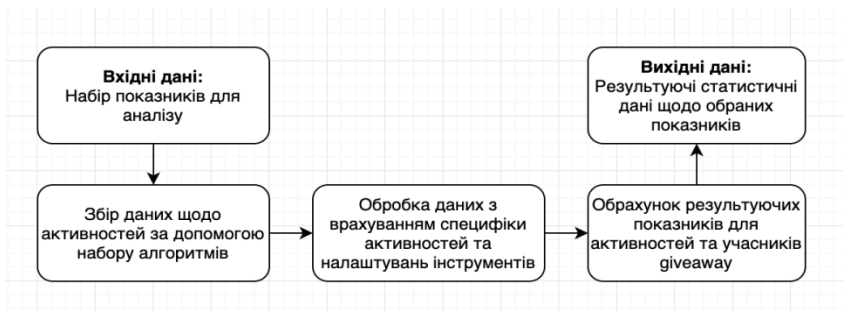 Вхідні дані:
Набір показників для
аналізу
Збір даних щодо
активностей за допомогою
набору алгоритмів
Обробка даних з
врахуванням специфіки
активностей та
налаштувань інструментів
Обрахунок результуючих
показників для
активностей та учасників
giveaway
Вихідні дані:
Результуючі статистичні
дані щодо обраних
показників